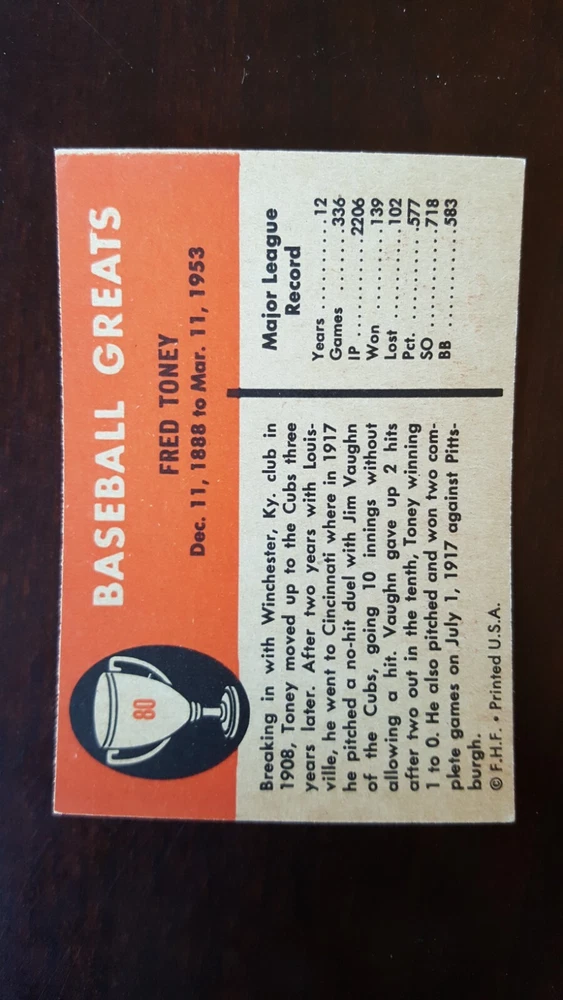 BASEBALL GREATS
80
FRED TONEY
Dec. 11, 1888 to Mar. 11, 1953
Breaking in with Winchester, Ky. club in
1908, Toney moved up to the Cubs three
years later. After two years with Louis-
ville, he went to Cincinnati where in 1917
he pitched a no-hit duel with Jim Vaughn
of the Cubs, going 10 innings without
allowing a hit. Vaughn gave up 2 hits
after two out in the tenth, Toney winning
1 to 0. He also pitched and won two com-
plete games on July 1, 1917 against Pitts-
burgh.
© F.H.F. • Printed U.S.A.
Major League
Record
Years ..........12
Games .......336
IP ............2206
Won .........139
Lost ..........102
Pct. ..........577
SO ...........718
BB ............583